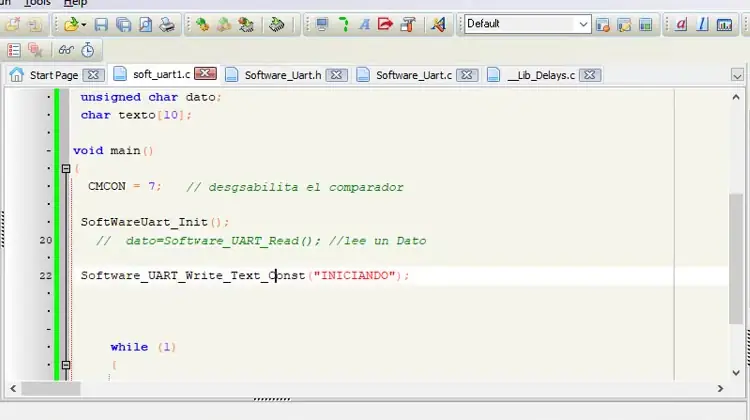 un Tools Help
Default
Start Page soft_uart1.c Software_Uart.h Software_Uart.c __Lib_Delays.c
unsigned char dato;
char texto[10];
void main()
{
CMCON = 7; // desgsabilita el comparador
SoftWareUart_Init();
20 // dato=Software_UART_Read(); //lee un Dato
22 Software_UART_Write_Text_Const("INICIANDO");
while (1)
{